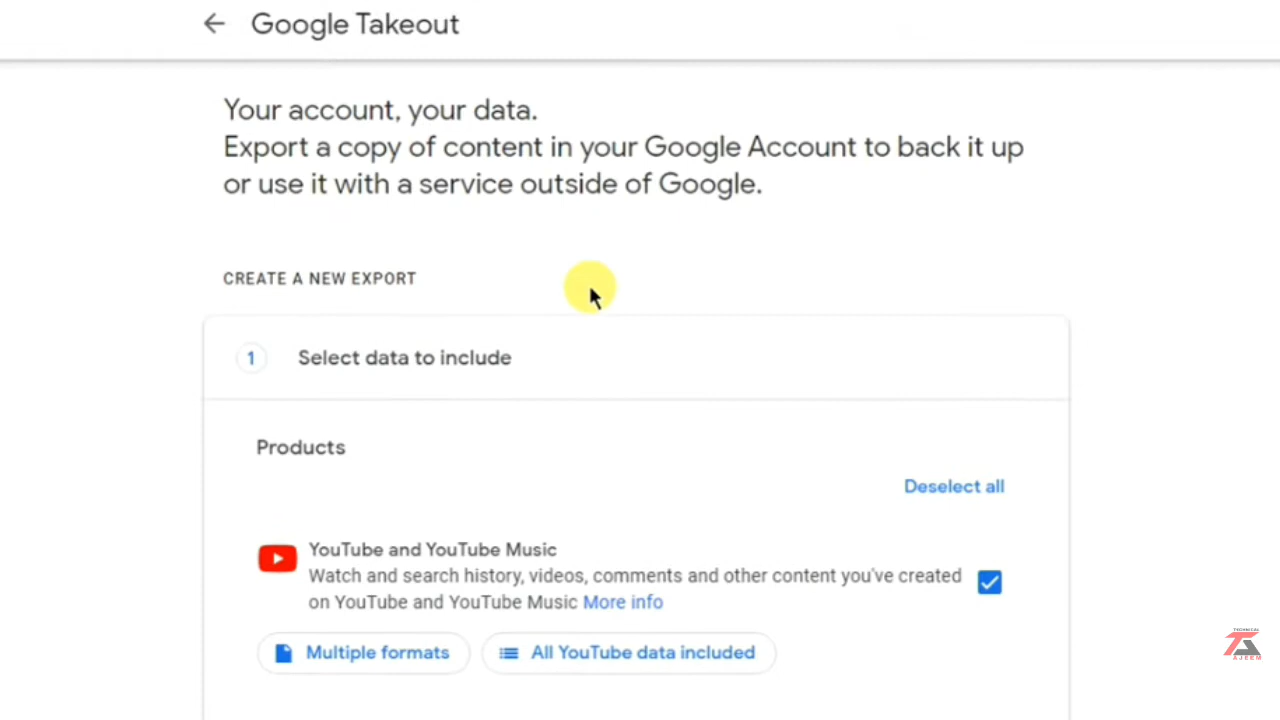 Google Takeout
Your account, your data.
Export a copy of content in your Google Account to back it up
or use it with a service outside of Google.
CREATE A NEW EXPORT
1 Select data to include
Products
Deselect all
YouTube and YouTube Music
Watch and search history, videos, comments and other content you've created
on YouTube and YouTube Music More info
Multiple formats All YouTube data included
TECHNICAL
TA
AJEEM